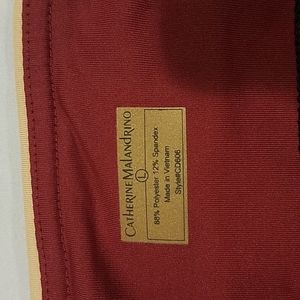 CATHERINE MALANDRINO
L
88% Polyester 12% Spandex
Made in Vietnam
Style#CD606